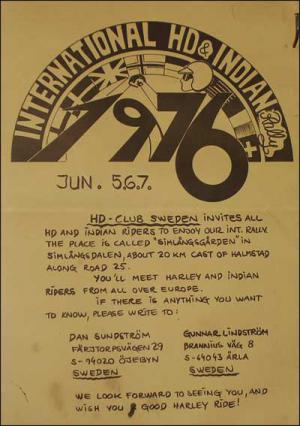 INTERNATIONAL HD & INDIAN Rally
1976
JUN. 5.6.7.
HD - CLUB SWEDEN INVITES ALL
HD AND INDIAN RIDERS TO ENJOY OUR INT. RALLY.
THE PLACE IS CALLED "SIMLÅNGSGÅRDEN" IN
SIMLÅNGSDALEN, ABOUT 20 KM CAST OF HALMSTAD
ALONG ROAD 25.
YOU'LL MEET HARLEY AND INDIAN
RIDERS FROM ALL OVER EUROPE.
IF THERE IS ANYTHING YOU WANT
TO KNOW, PLEASE WRITE TO:
DAN SUNDSTRÖM
FÄRJTORPSVÄGEN 29
S-94020 ÖJEBYN
SWEDEN
GUNNAR LINDSTRÖM
BRANNIUS VÄG 8
S-64043 ÄRLA
SWEDEN
WE LOOK FORWARD TO SEEING YOU, AND
WISH YOU A GOOD HARLEY RIDE!